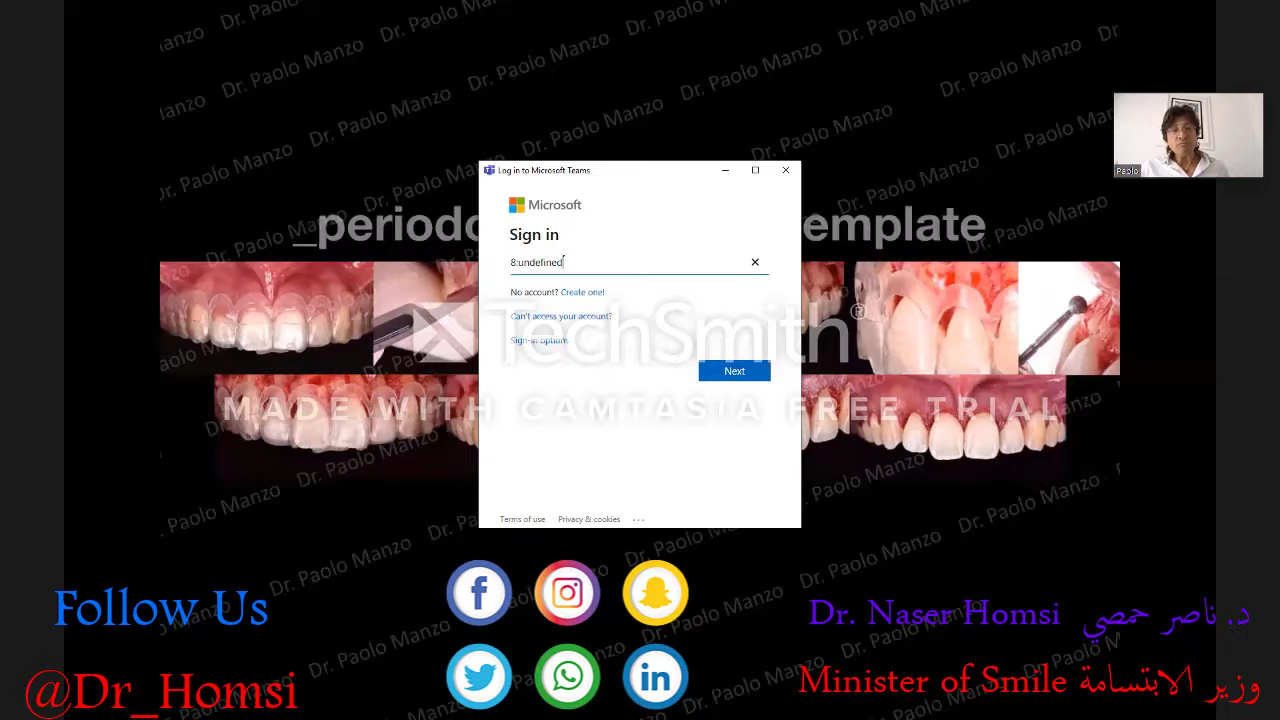 Dr. Paolo Manzo
Paolo
Log in to Microsoft Teams
Microsoft
_periodo
emplate
Sign in
8:undefined
No account? Create one!
Can't access your account?
Sign-in options
Next
TechSmith®
MADE WITH CAMTASIA FREE TRIAL
Terms of use Privacy & cookies ...
Follow Us
@Dr_Homsi
Dr. Naser Homsi د. ناصر حمصي
Minister of Smile وزير الابتسامة